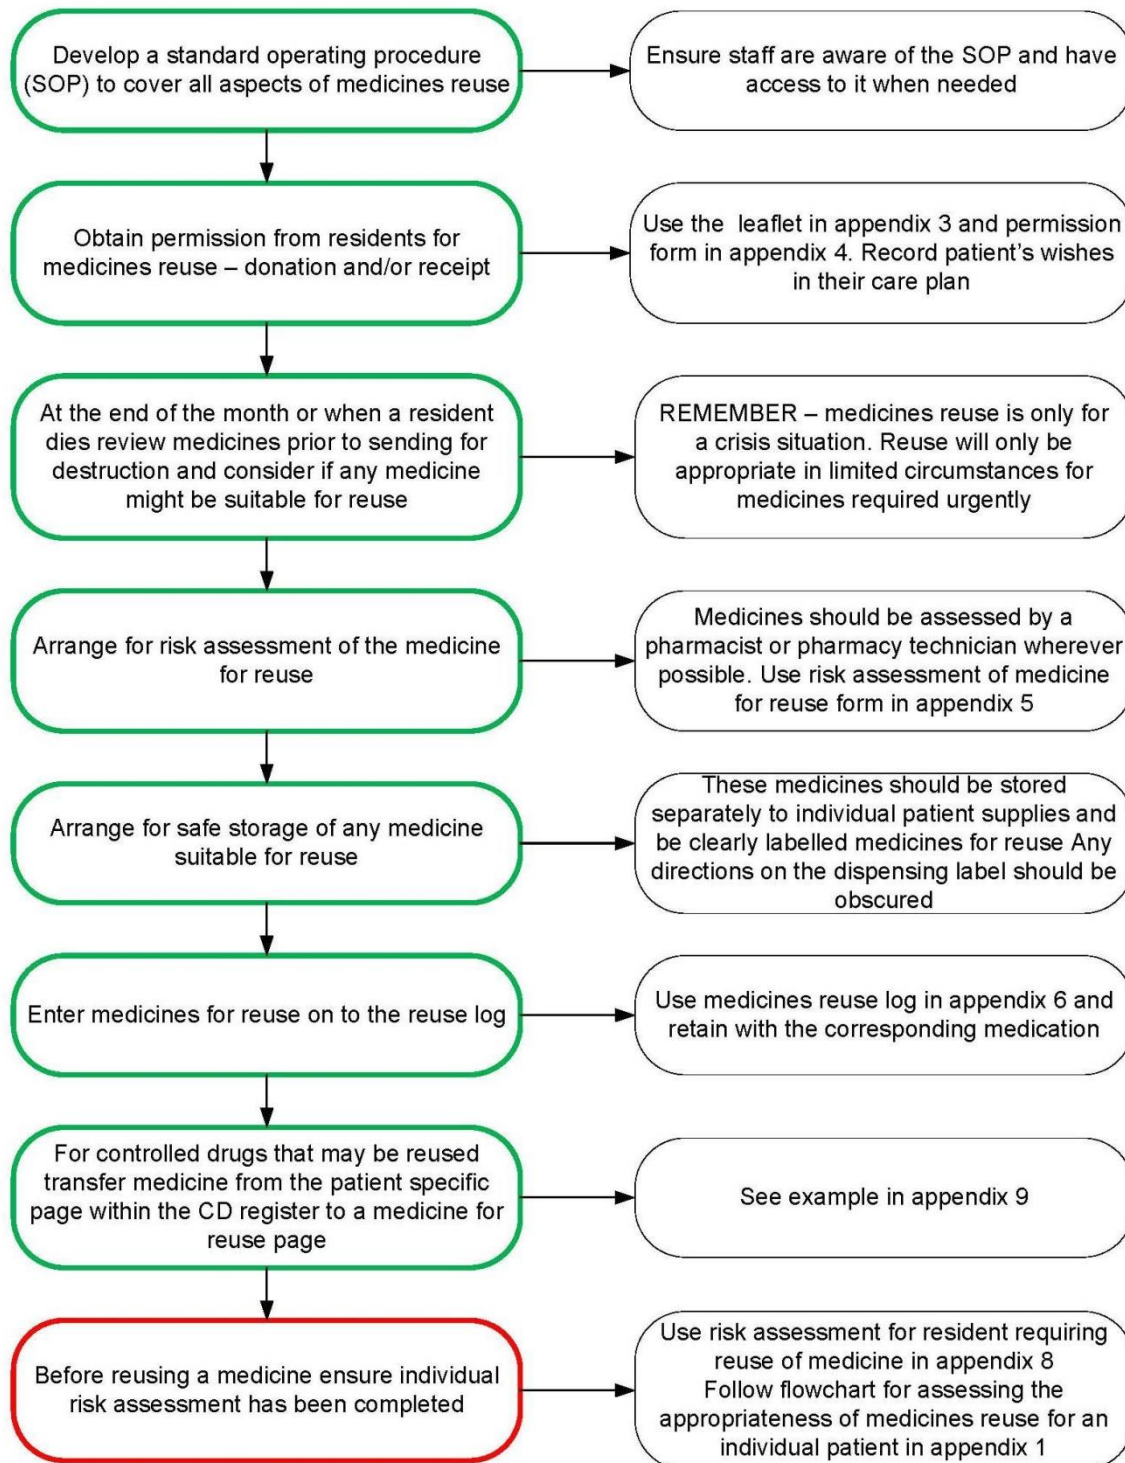 Develop a standard operating procedure
(SOP) to cover all aspects of medicines reuse
Ensure staff are aware of the SOP and have
access to it when needed
Obtain permission from residents for
medicines reuse – donation and/or receipt
Use the leaflet in appendix 3 and permission
form in appendix 4. Record patient's wishes
in their care plan
At the end of the month or when a resident
dies review medicines prior to sending for
destruction and consider if any medicine
might be suitable for reuse
REMEMBER – medicines reuse is only for
a crisis situation. Reuse will only be
appropriate in limited circumstances for
medicines required urgently
Arrange for risk assessment of the medicine
for reuse
Medicines should be assessed by a
pharmacist or pharmacy technician wherever
possible. Use risk assessment of medicine
for reuse form in appendix 5
Arrange for safe storage of any medicine
suitable for reuse
These medicines should be stored
separately to individual patient supplies and
be clearly labelled medicines for reuse Any
directions on the dispensing label should be
obscured
Enter medicines for reuse on to the reuse log
Use medicines reuse log in appendix 6 and
retain with the corresponding medication
For controlled drugs that may be reused
transfer medicine from the patient specific
page within the CD register to a medicine for
reuse page
See example in appendix 9
Before reusing a medicine ensure individual
risk assessment has been completed
Use risk assessment for resident requiring
reuse of medicine in appendix 8
Follow flowchart for assessing the
appropriateness of medicines reuse for an
individual patient in appendix 1